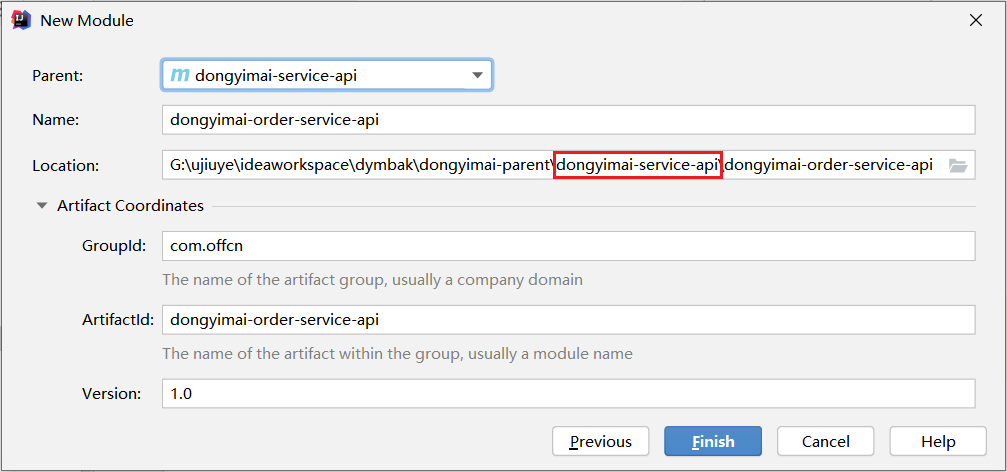 New Module
Parent: dongyimai-service-api
Name: dongyimai-order-service-api
Location: G:\ujiuye\ideaworkspace\dymbak\dongyimai-parent\dongyimai-service-api\dongyimai-order-service-api
Artifact Coordinates
GroupId: com.offcn
The name of the artifact group, usually a company domain
ArtifactId: dongyimai-order-service-api
The name of the artifact within the group, usually a module name
Version: 1.0
Previous Finish Cancel Help